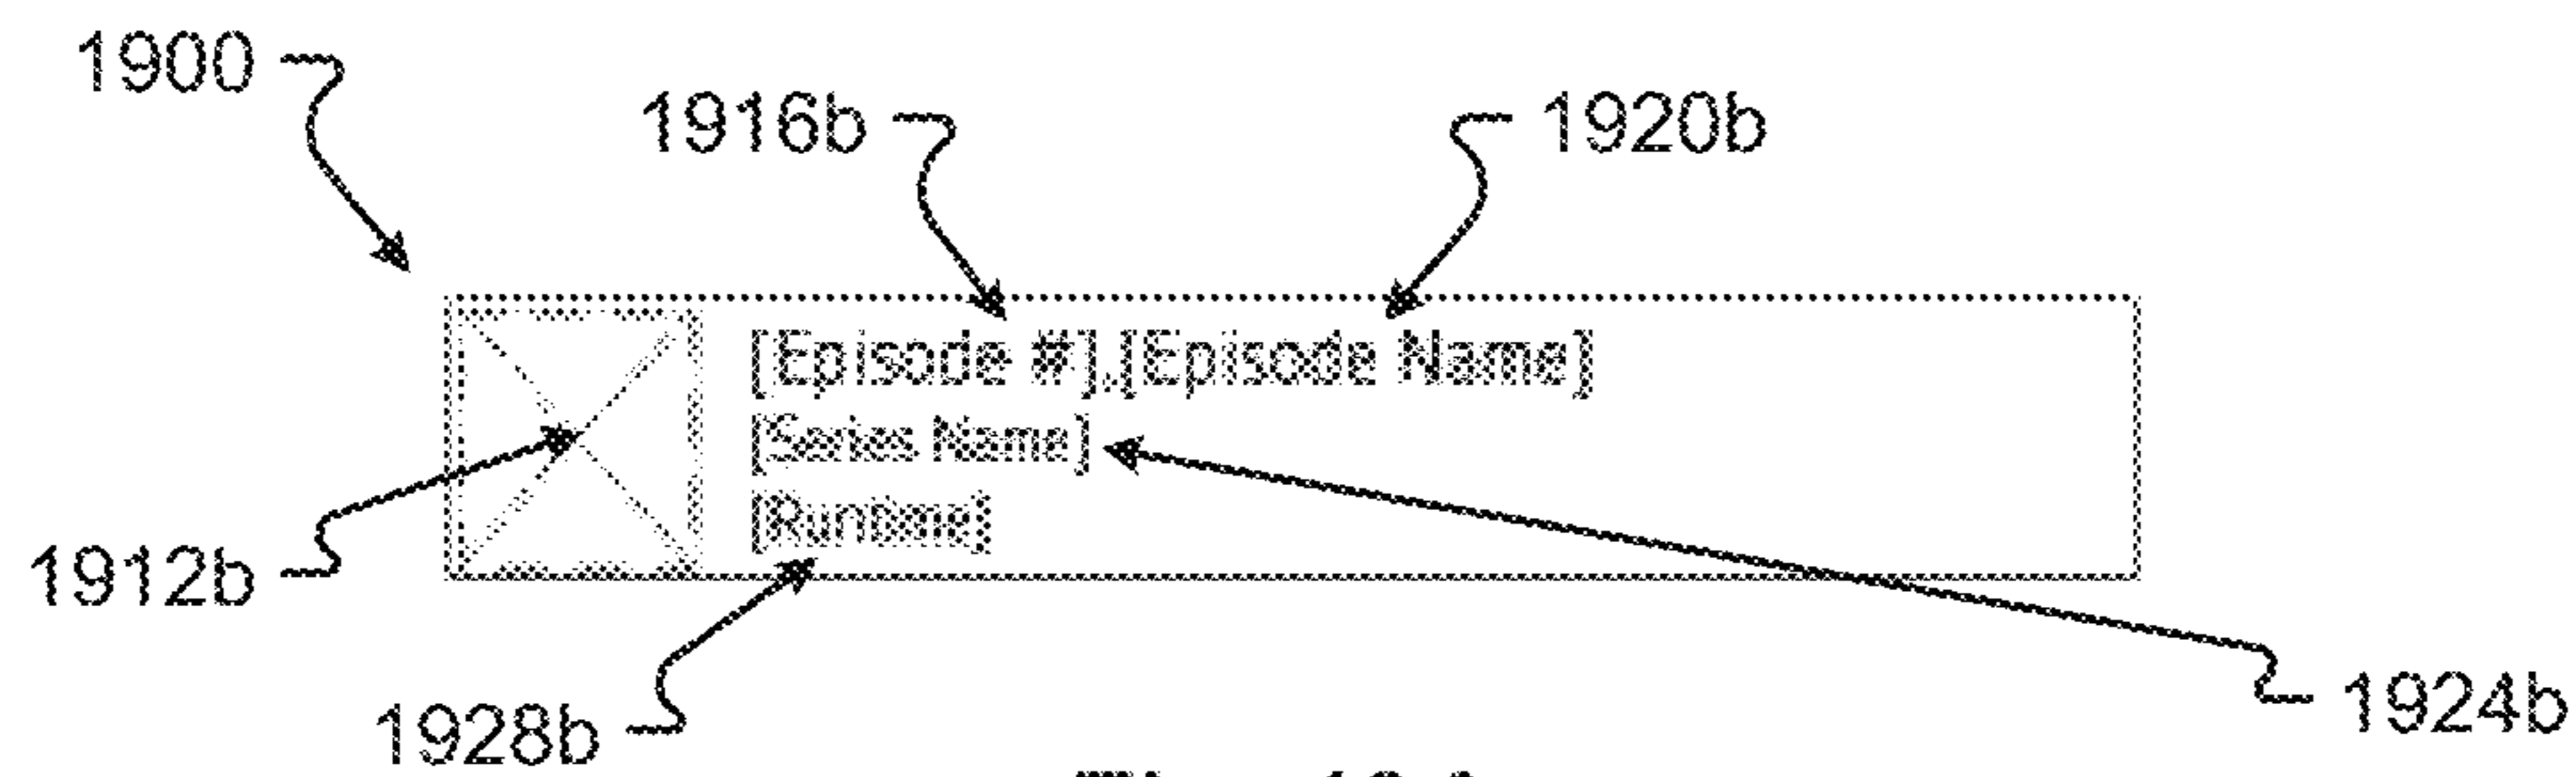 1900
1916b
1920b
[Episode #].[Episode Name]
[Series Name]
[Runtime]
1912b
1928b
1924b